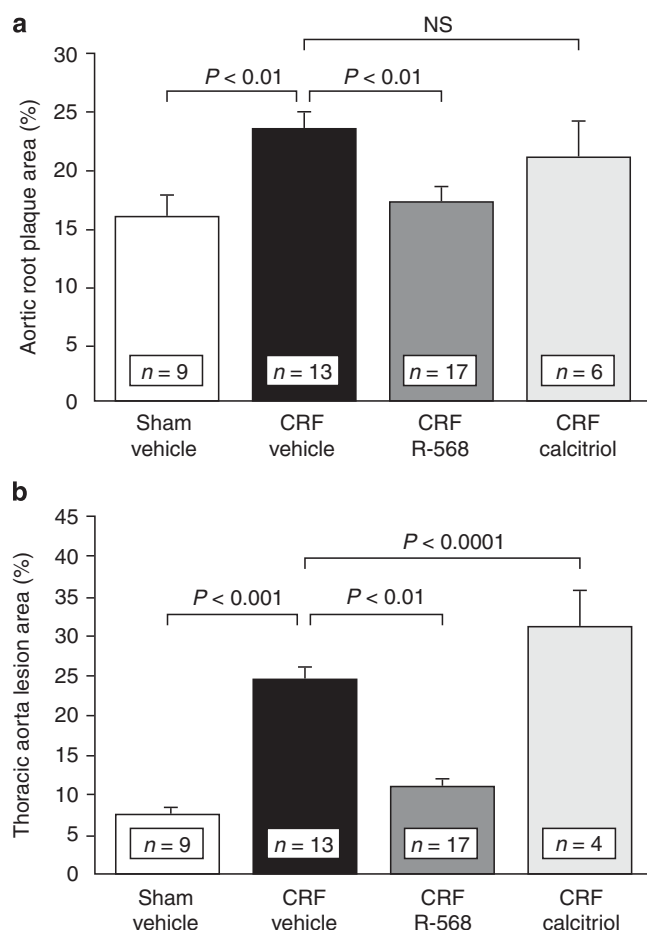 a
NS
P < 0.01
P < 0.01
Aortic root plaque area (%)
30
25
20
15
10
5
0
n = 9
n = 13
n = 17
n = 6
Sham
vehicle
CRF
vehicle
CRF
R-568
CRF
calcitriol
b
P < 0.0001
P < 0.001
P < 0.01
Thoracic aorta lesion area (%)
45
40
35
30
25
20
15
10
5
0
n = 9
n = 13
n = 17
n = 4
Sham
vehicle
CRF
vehicle
CRF
R-568
CRF
calcitriol